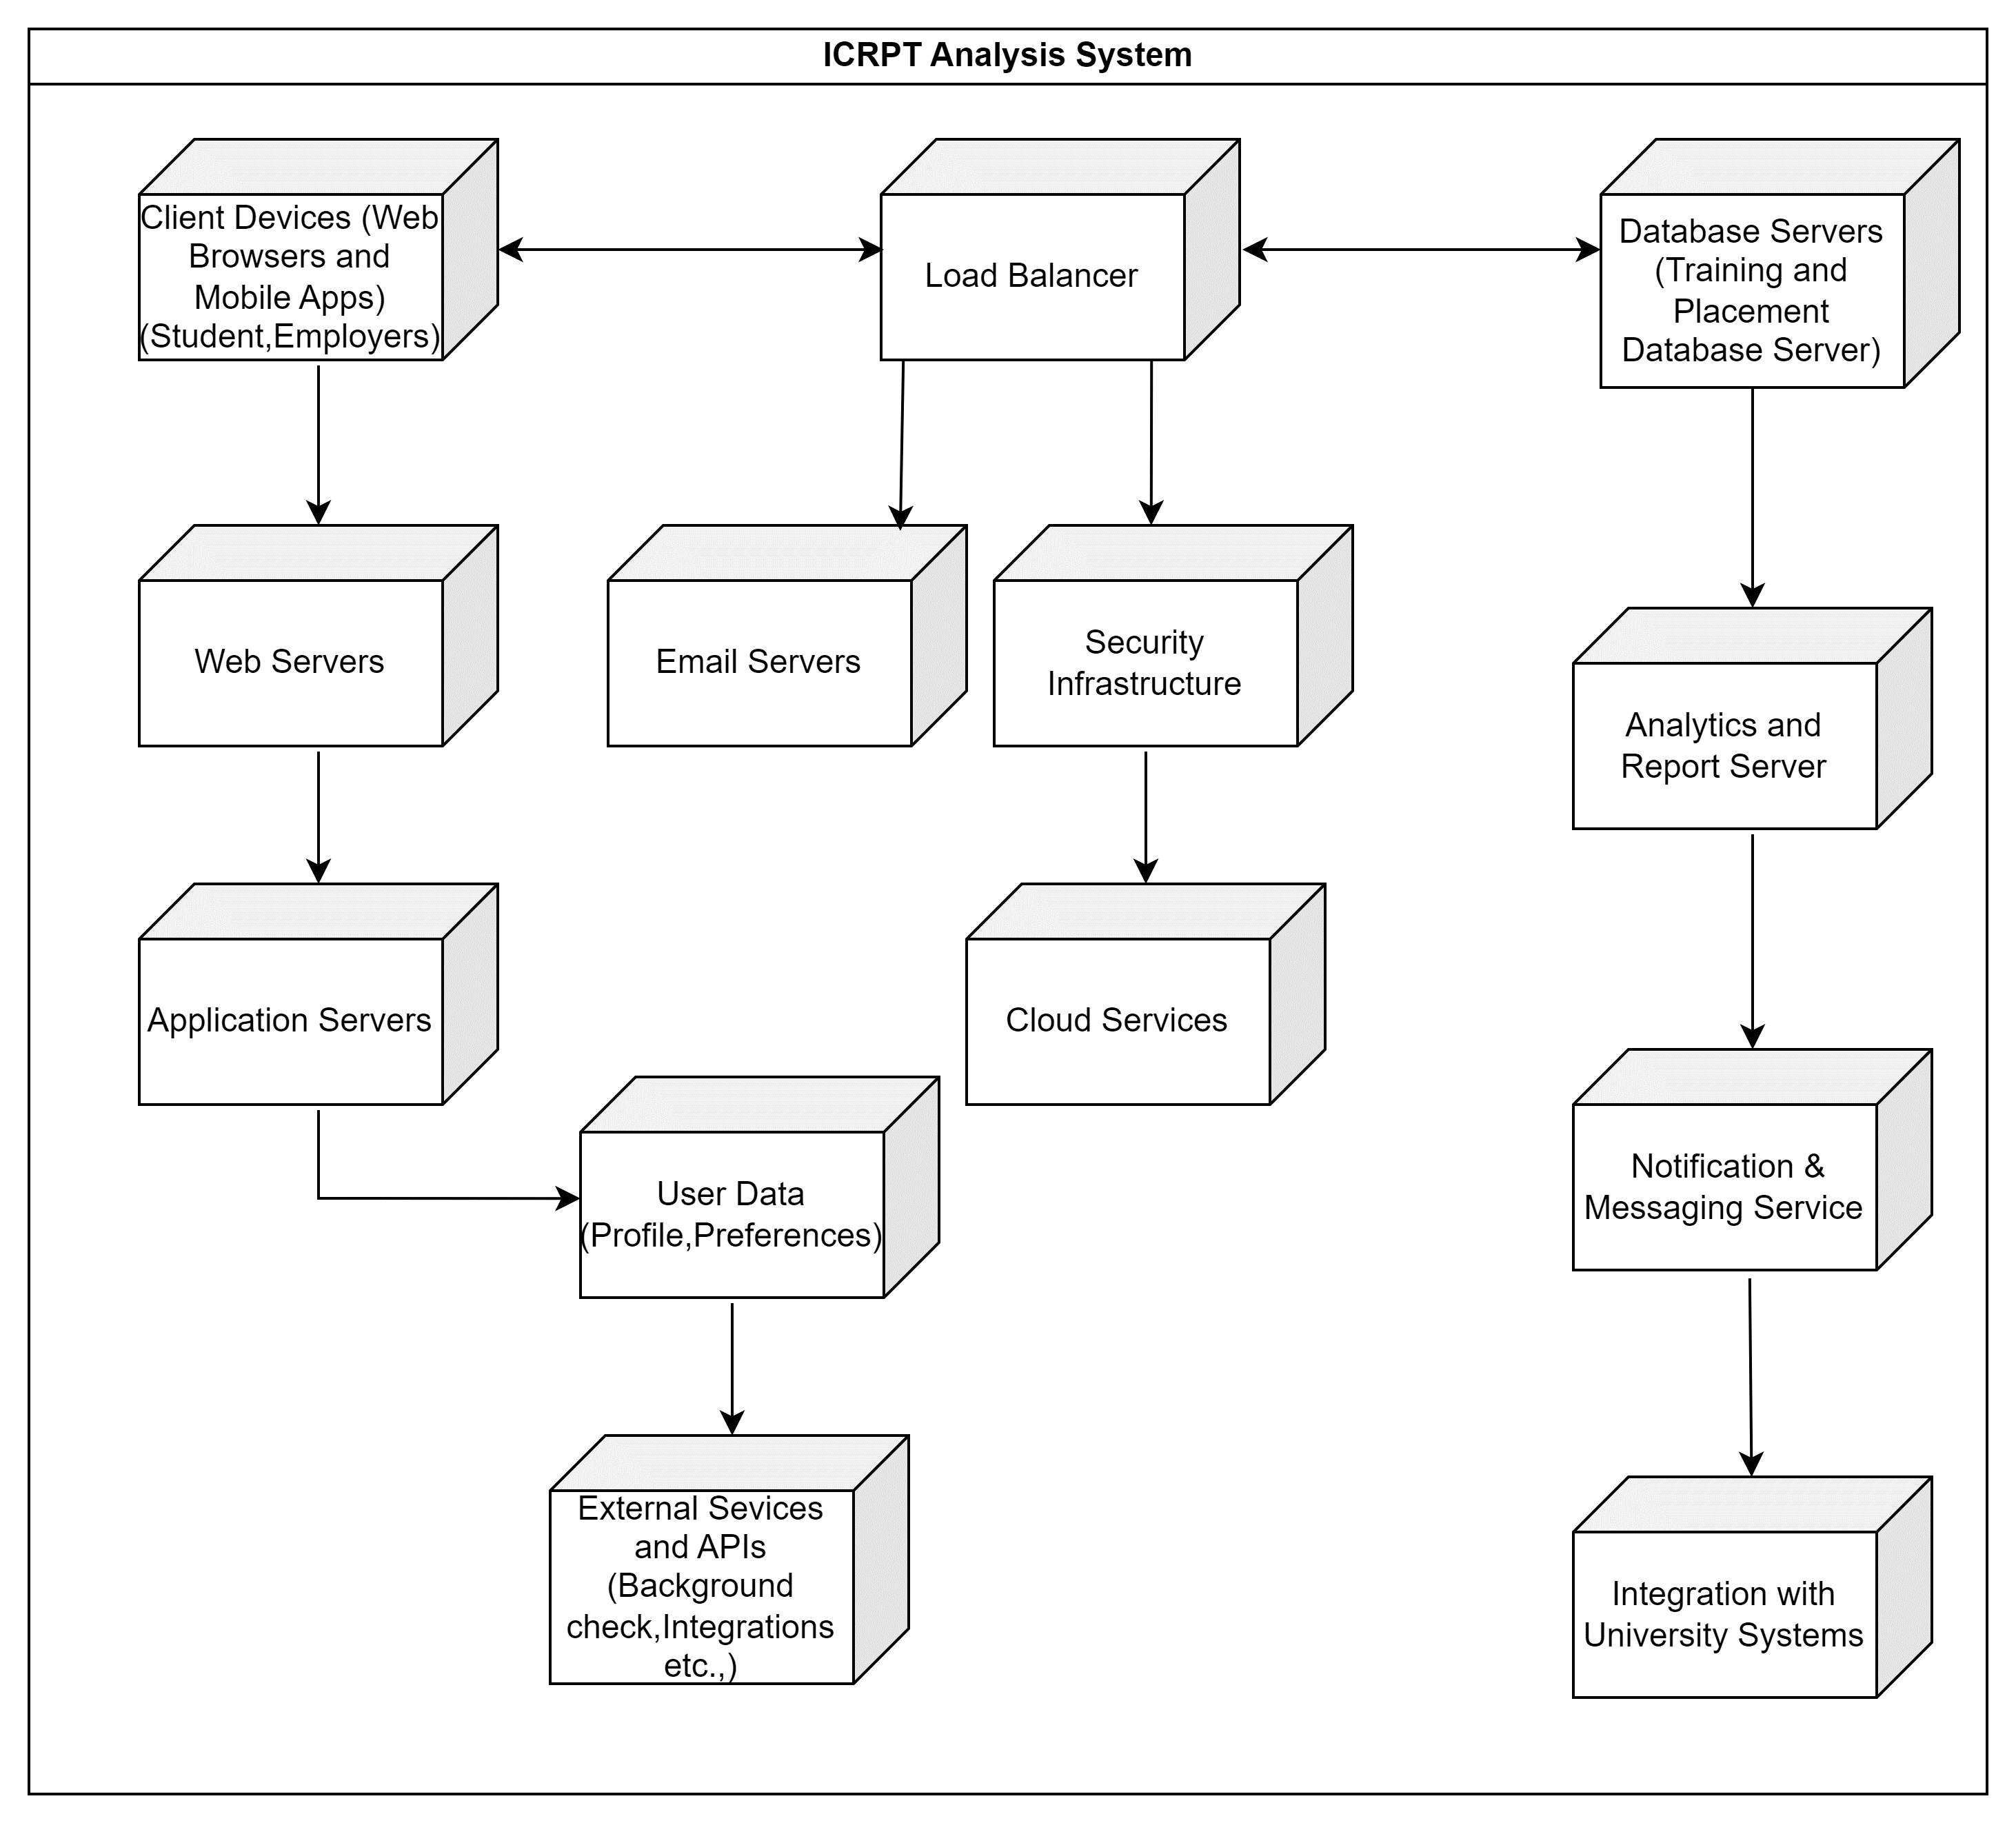 ICRPT Analysis System
Client Devices (Web
Browsers and
Mobile Apps)
(Student,Employers)
Load Balancer
Database Servers
(Training and
Placement
Database Server)
Web Servers
Email Servers
Security
Infrastructure
Analytics and
Report Server
Application Servers
Cloud Services
User Data
(Profile,Preferences)
Notification &
Messaging Service
External Sevices
and APIs
(Background
check,Integrations
etc.,)
Integration with
University Systems